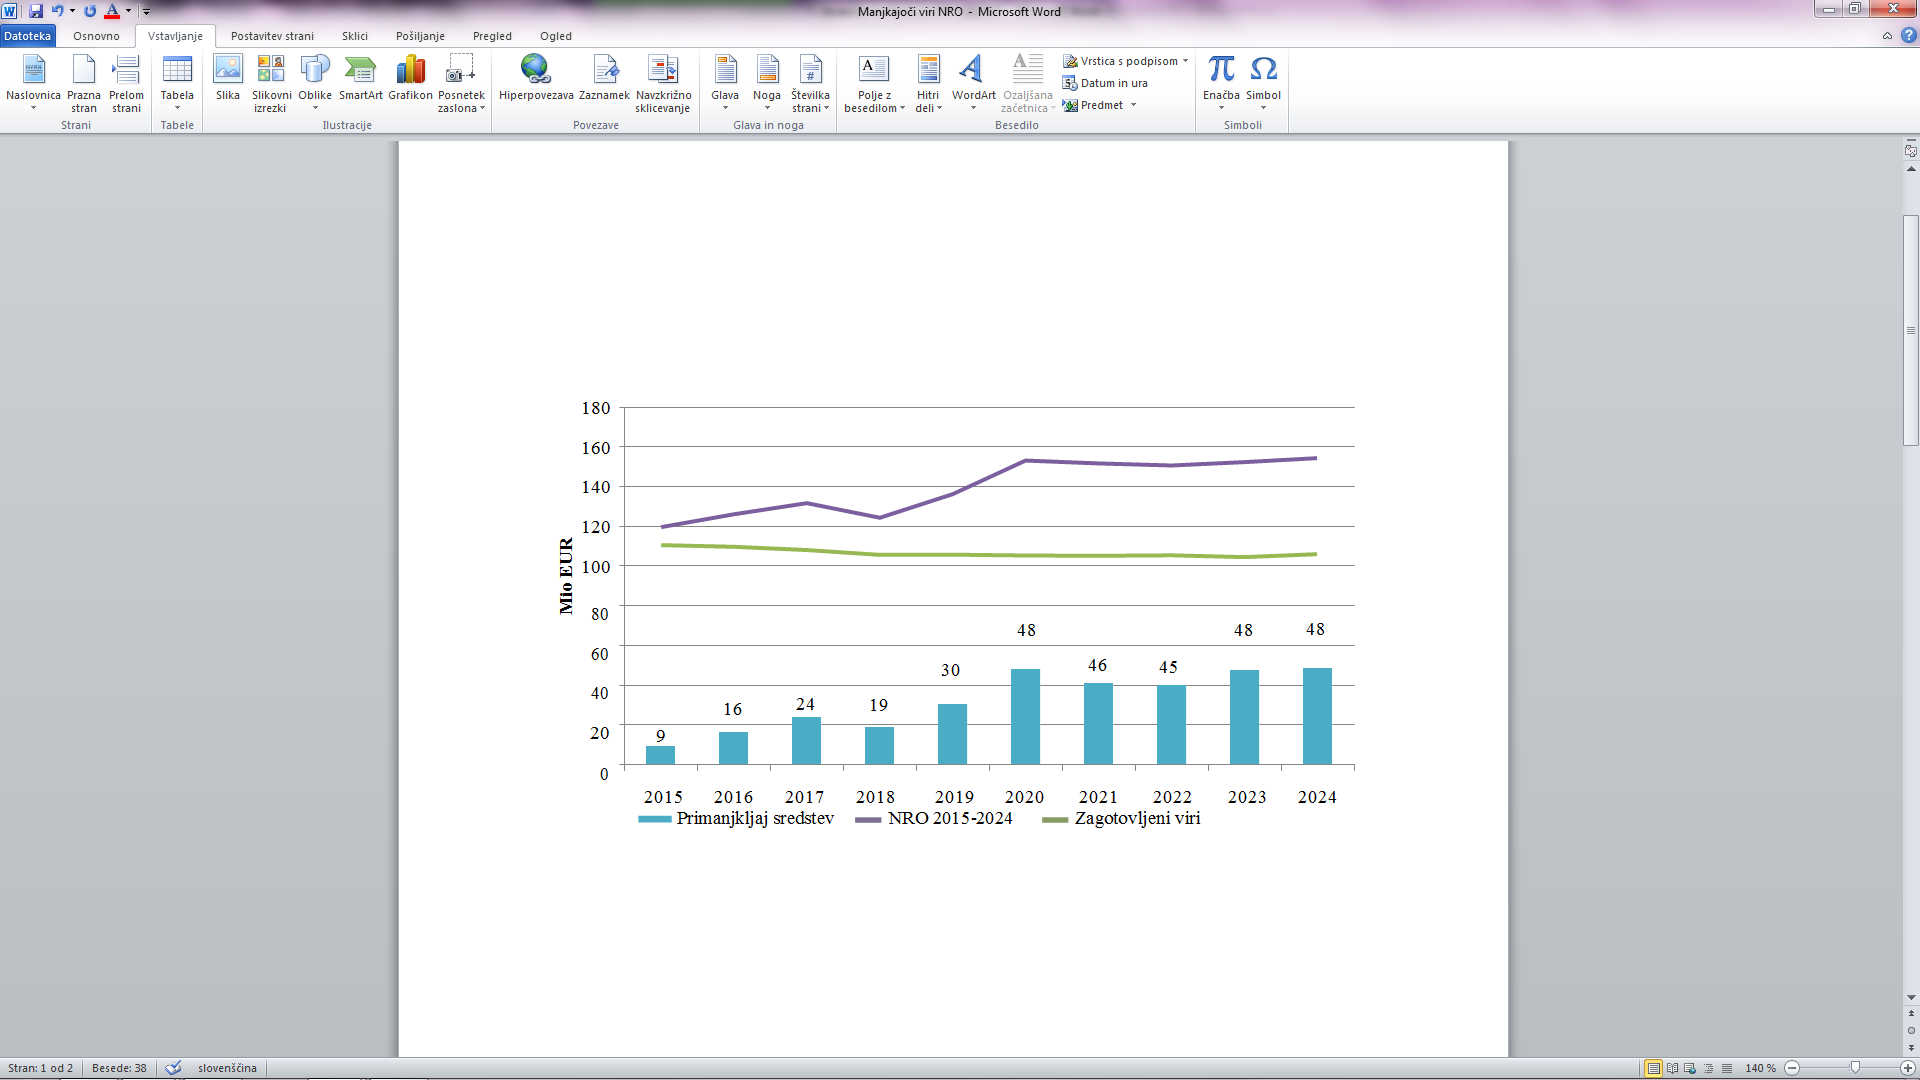 Manjkajoči viri NRO - Microsoft Word
Datoteka Osnovno Vstavljanje Postavitev strani Sklici Pošiljanje Pregled Ogled
Naslovnica
Prazna stran
Prelom strani
Strani
Tabela
Tabele
Slika
Slikovni izrezki
Oblike
SmartArt
Grafikon
Posnetek zaslona
Ilustracije
Hiperpovezava
Zaznamek
Navzkrižno sklicevanje
Povezave
Glava
Noga
Številka strani
Glava in noga
Polje z besedilom
Hitri deli
WordArt
Ozaljšana začetnica
Vrstica s podpisom
Datum in ura
Predmet
Besedilo
Enačba
Simbol
Simboli
Mio EUR
180
160
140
120
100
80
60
40
20
0
9 16 24 19 30 48 46 45 48 48
2015 2016 2017 2018 2019 2020 2021 2022 2023 2024
Primanjkljaj sredstev NRO 2015-2024 Zagotovljeni viri
Stran: 1 od 2 Besede: 38 slovenščina 140 %